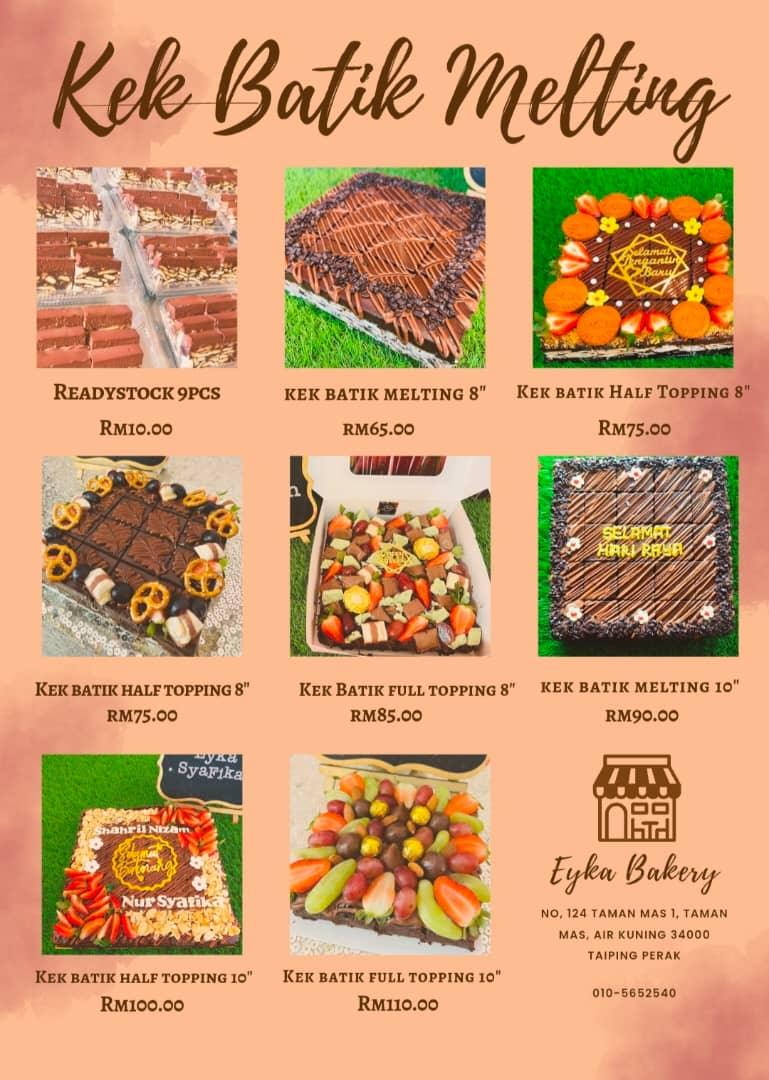 Kek Batik Melting
Selamat
Pengantin
Baru
Readystock 9pcs
Rm10.00
kek batik melting 8"
rm65.00
Kek batik Half Topping 8"
Rm75.00
SELAMAT
HARI RAYA
Kek batik half topping 8"
rm75.00
Kek Batik full topping 8"
rm85.00
kek batik melting 10"
rm90.00
Eyka
. SyaFika
Shahril Nizam
Selamat
Bertunang
Nur Syafika
Kek batik half topping 10"
Rm100.00
Kek batik full topping 10"
Rm110.00
Eyka Bakery
NO, 124 TAMAN MAS 1, TAMAN
MAS, AIR KUNING 34000
TAIPING PERAK
010-5652540